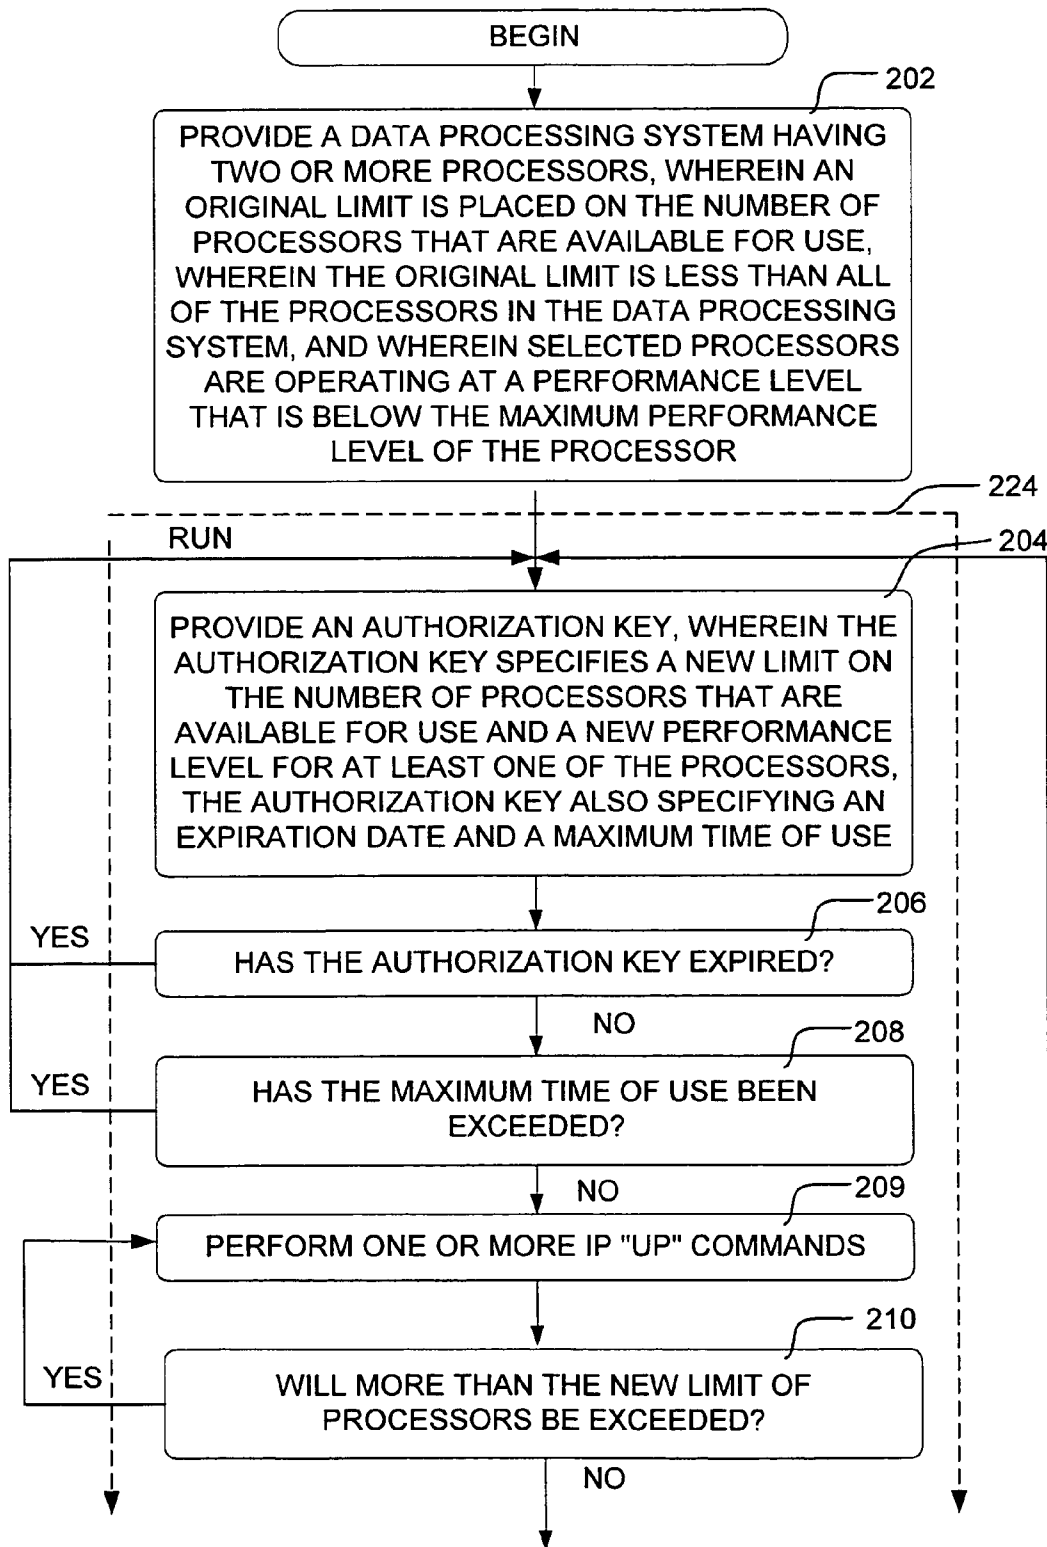 BEGIN
202
PROVIDE A DATA PROCESSING SYSTEM HAVING
TWO OR MORE PROCESSORS, WHEREIN AN
ORIGINAL LIMIT IS PLACED ON THE NUMBER OF
PROCESSORS THAT ARE AVAILABLE FOR USE,
WHEREIN THE ORIGINAL LIMIT IS LESS THAN ALL
OF THE PROCESSORS IN THE DATA PROCESSING
SYSTEM, AND WHEREIN SELECTED PROCESSORS
ARE OPERATING AT A PERFORMANCE LEVEL
THAT IS BELOW THE MAXIMUM PERFORMANCE
LEVEL OF THE PROCESSOR
224
RUN
204
PROVIDE AN AUTHORIZATION KEY, WHEREIN THE
AUTHORIZATION KEY SPECIFIES A NEW LIMIT ON
THE NUMBER OF PROCESSORS THAT ARE
AVAILABLE FOR USE AND A NEW PERFORMANCE
LEVEL FOR AT LEAST ONE OF THE PROCESSORS,
THE AUTHORIZATION KEY ALSO SPECIFYING AN
EXPIRATION DATE AND A MAXIMUM TIME OF USE
206
YES
HAS THE AUTHORIZATION KEY EXPIRED?
NO
208
YES
HAS THE MAXIMUM TIME OF USE BEEN
EXCEEDED?
NO
209
PERFORM ONE OR MORE IP "UP" COMMANDS
210
YES
WILL MORE THAN THE NEW LIMIT OF
PROCESSORS BE EXCEEDED?
NO